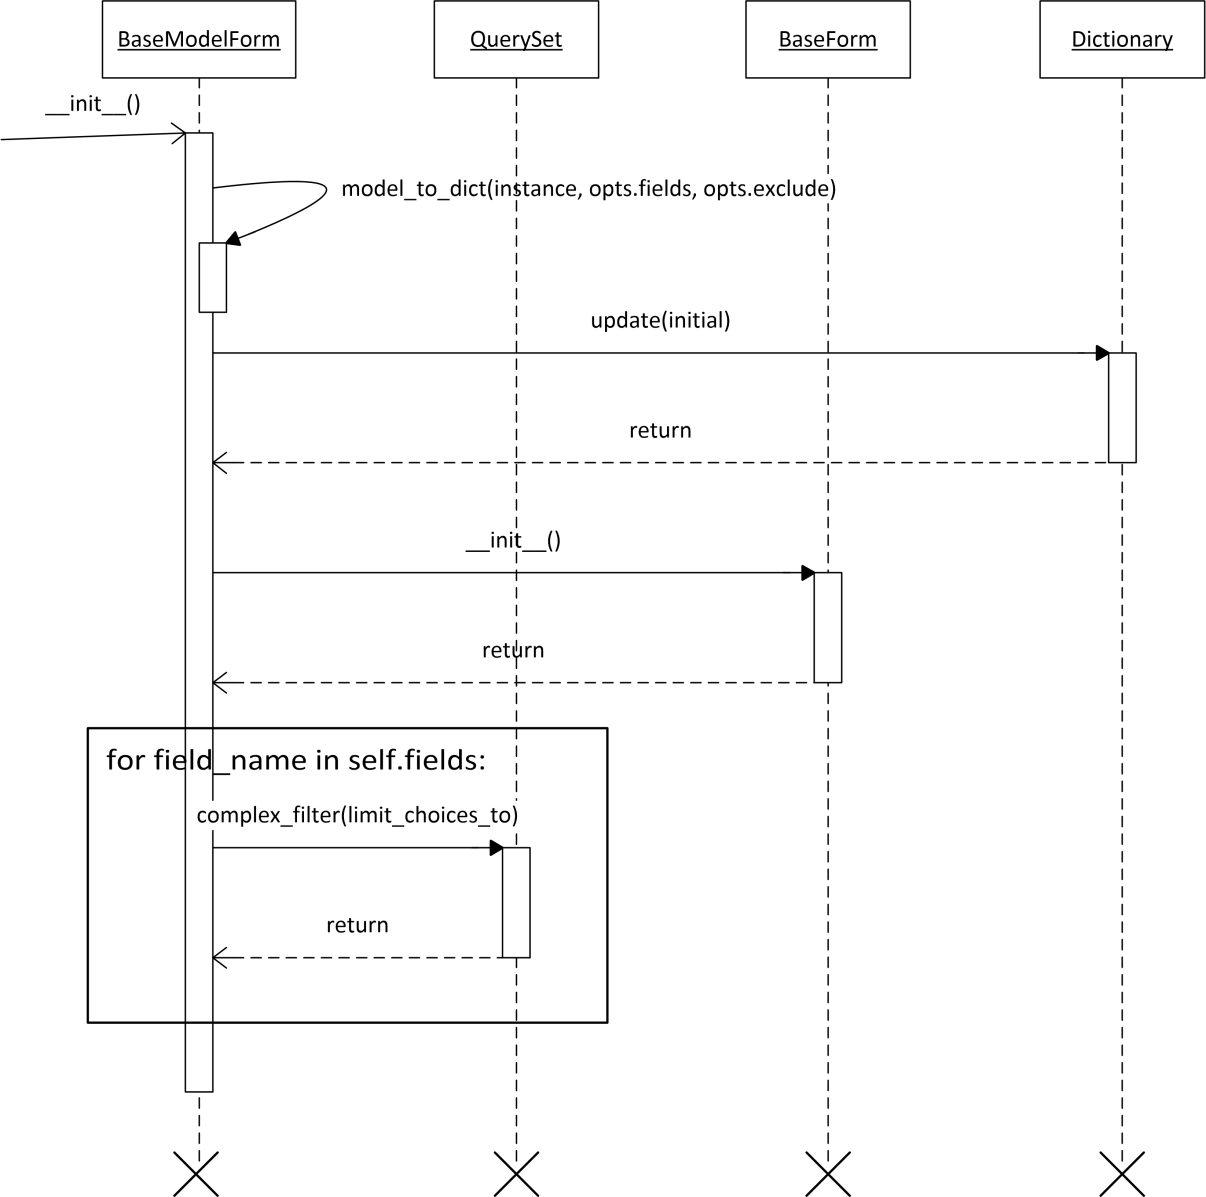 BaseModelForm
QuerySet
BaseForm
Dictionary
__init__()
model_to_dict(instance, opts.fields, opts.exclude)
update(initial)
return
__init__()
return
for field_name in self.fields:
complex_filter(limit_choices_to)
return